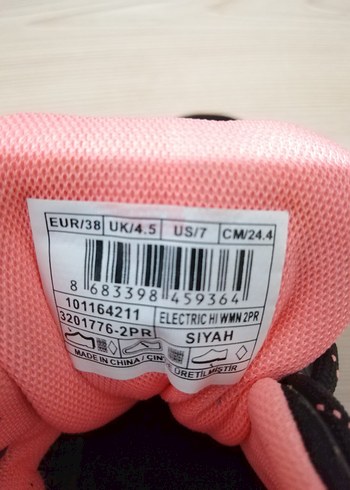 EUR/38 UK/4.5 US/7 CM/24.4
8 683398 459364
101164211 ELECTRIC HI WMN 2PR
3201776-2PR SIYAH
MADE IN CHINA / ÇİN ÜRETİLMİŞTİR